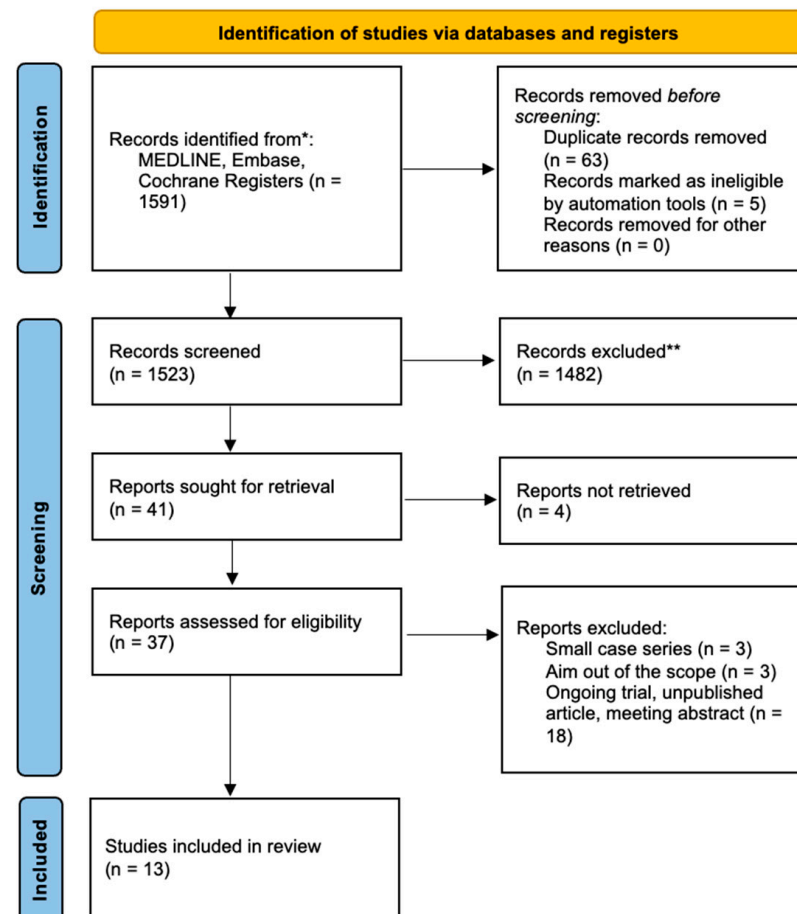 Identification of studies via databases and registers
Identification
Records identified from*:
MEDLINE, Embase,
Cochrane Registers (n =
1591)
Records removed before
screening:
Duplicate records removed
(n = 63)
Records marked as ineligible
by automation tools (n = 5)
Records removed for other
reasons (n = 0)
Screening
Records screened
(n = 1523)
Records excluded**
(n = 1482)
Reports sought for retrieval
(n = 41)
Reports not retrieved
(n = 4)
Reports assessed for eligibility
(n = 37)
Reports excluded:
Small case series (n = 3)
Aim out of the scope (n = 3)
Ongoing trial, unpublished
article, meeting abstract (n =
18)
Included
Studies included in review
(n = 13)